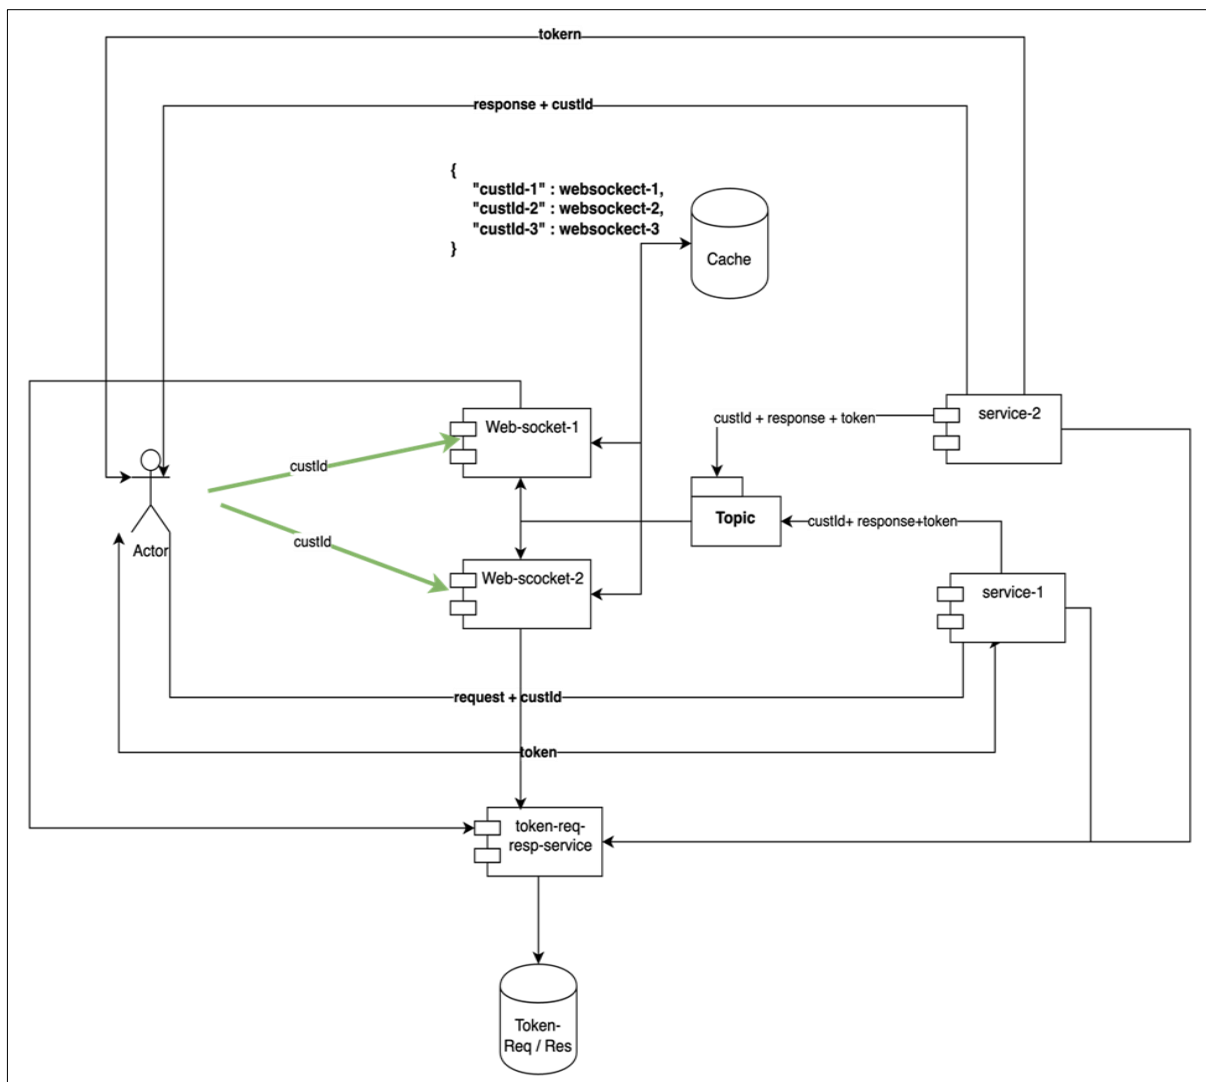 tokern
response + custId
{
"custId-1" : websockect-1,
"custId-2" : websockect-2,
"custId-3" : websockect-3
}
Cache
service-2
custId + response + token
Web-socket-1
custId
Topic
custId+ response+token
custId
Actor
Web-scocket-2
service-1
request + custId
token
token-req-
resp-service
Token-
Req / Res